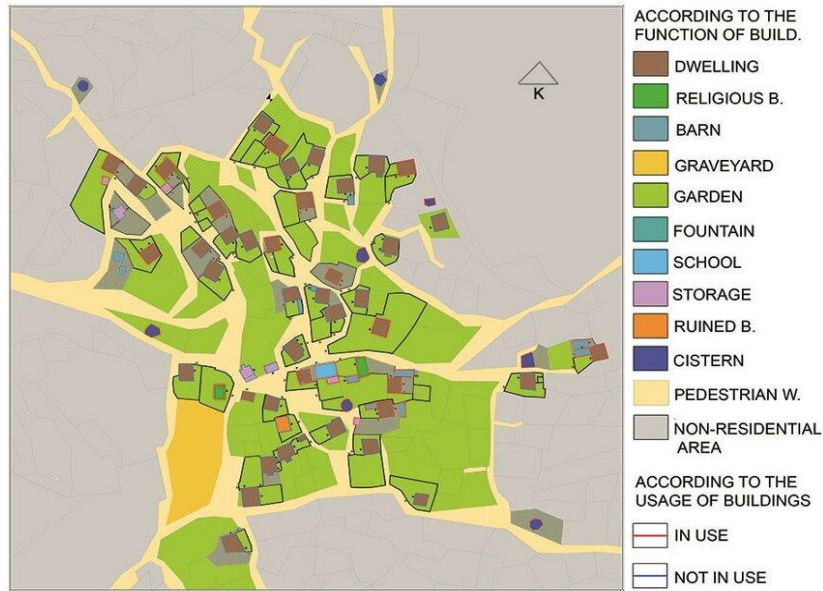 K
ACCORDING TO THE
FUNCTION OF BUILD.
DWELLING
RELIGIOUS B.
BARN
GRAVEYARD
GARDEN
FOUNTAIN
SCHOOL
STORAGE
RUINED B.
CISTERN
PEDESTRIAN W.
NON-RESIDENTIAL
AREA
ACCORDING TO THE
USAGE OF BUILDINGS
IN USE
NOT IN USE